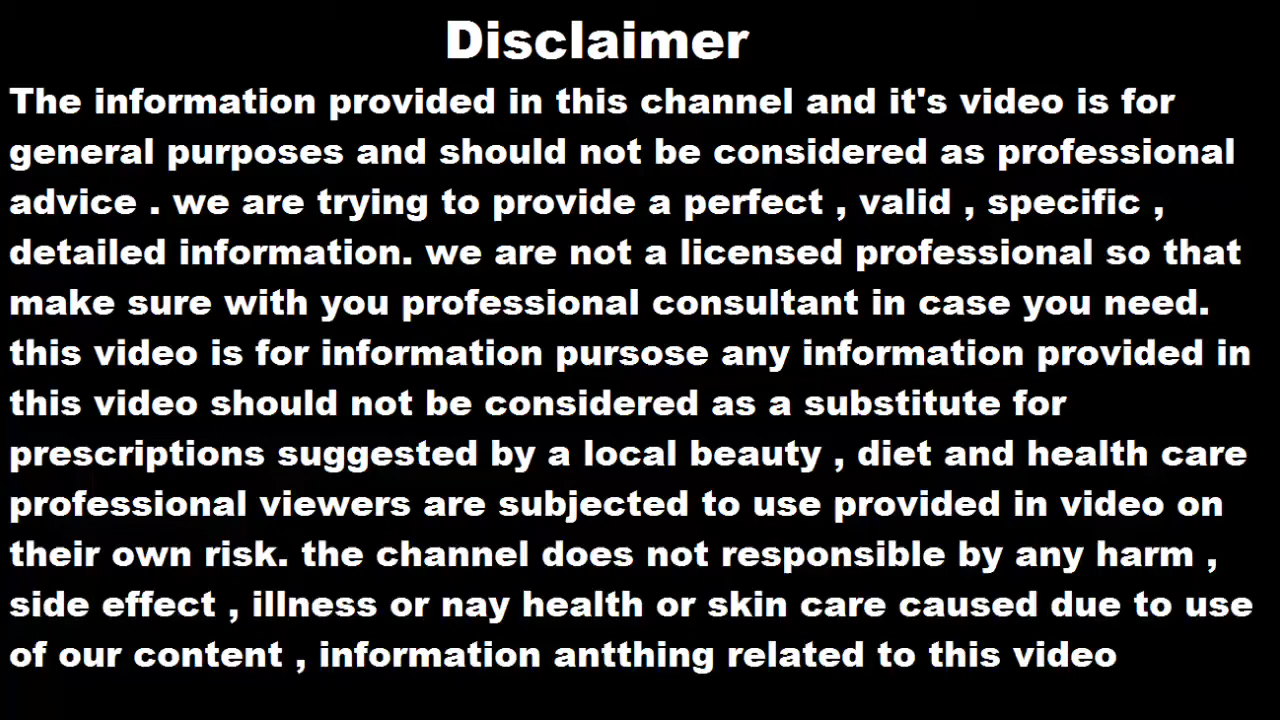 Disclaimer
The information provided in this channel and it's video is for
general purposes and should not be considered as professional
advice . we are trying to provide a perfect , valid , specific ,
detailed information. we are not a licensed professional so that
make sure with you professional consultant in case you need.
this video is for information pursose any information provided in
this video should not be considered as a substitute for
prescriptions suggested by a local beauty , diet and health care
professional viewers are subjected to use provided in video on
their own risk. the channel does not responsible by any harm ,
side effect , illness or nay health or skin care caused due to use
of our content , information antthing related to this video